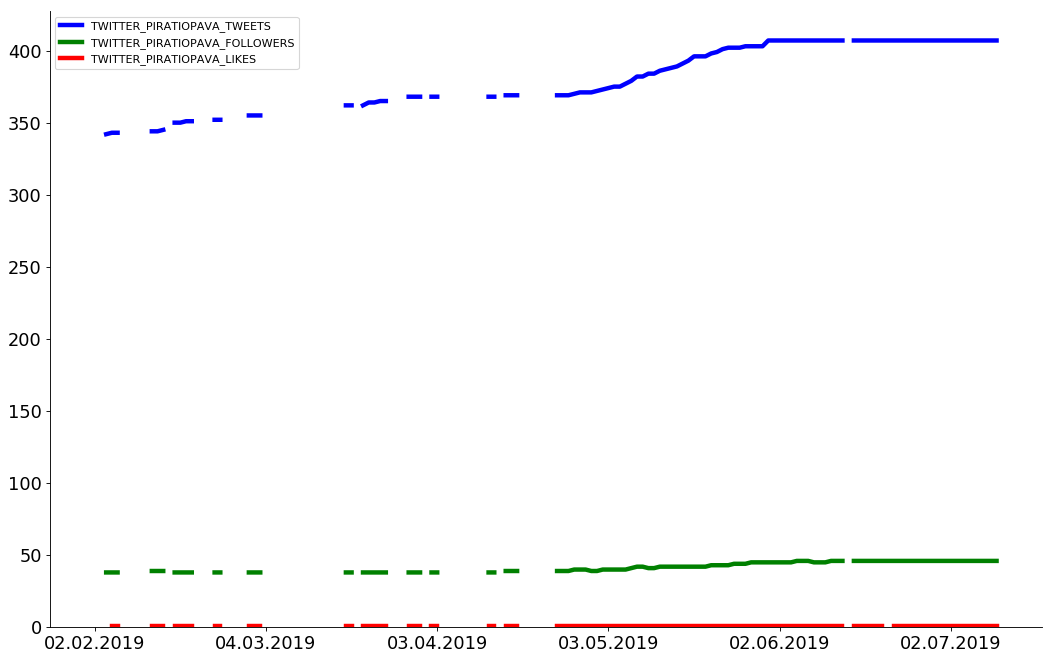 TWITTER_PIRATIOPAVA_TWEETS
TWITTER_PIRATIOPAVA_FOLLOWERS
TWITTER_PIRATIOPAVA_LIKES
400
350
300
250
200
150
100
50
0
02.02.2019 04.03.2019 03.04.2019 03.05.2019 02.06.2019 02.07.2019